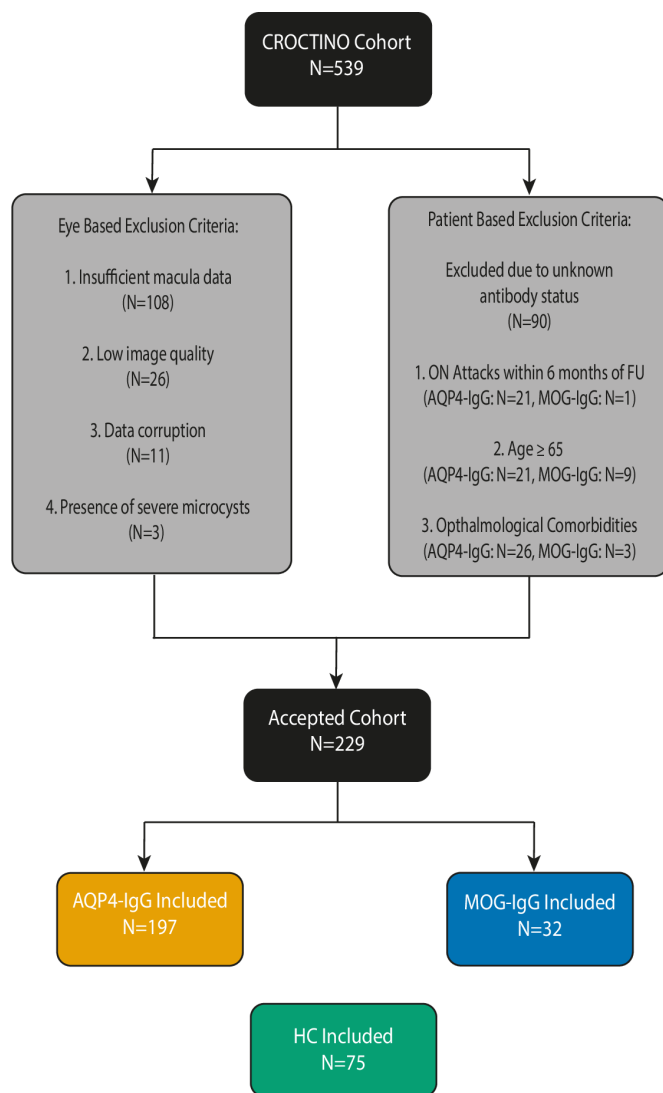 CROCTINO Cohort
N=539
Eye Based Exclusion Criteria:
1. Insufficient macula data
(N=108)
2. Low image quality
(N=26)
3. Data corruption
(N=11)
4. Presence of severe microcysts
(N=3)
Patient Based Exclusion Criteria:
Excluded due to unknown
antibody status
(N=90)
1. ON Attacks within 6 months of FU
(AQP4-IgG: N=21, MOG-IgG: N=1)
2. Age ≥ 65
(AQP4-IgG: N=21, MOG-IgG: N=9)
3. Opthalmological Comorbidities
(AQP4-IgG: N=26, MOG-IgG: N=3)
Accepted Cohort
N=229
AQP4-IgG Included
N=197
MOG-IgG Included
N=32
HC Included
N=75